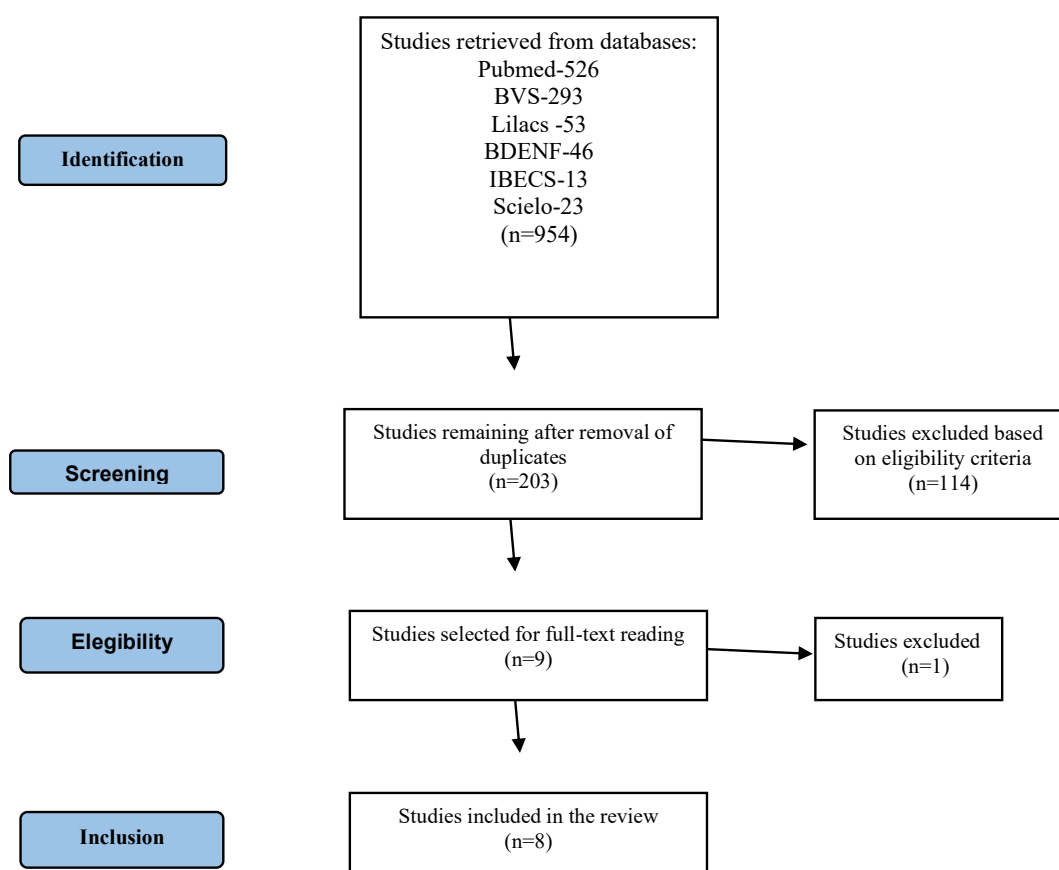 Studies retrieved from databases:
Pubmed-526
BVS-293
Lilacs -53
BDENF-46
IBECS-13
Scielo-23
(n=954)
Identification
Studies remaining after removal of
duplicates
(n=203)
Studies excluded based
on eligibility criteria
(n=114)
Screening
Studies selected for full-text reading
(n=9)
Studies excluded
(n=1)
Elegibility
Studies included in the review
(n=8)
Inclusion